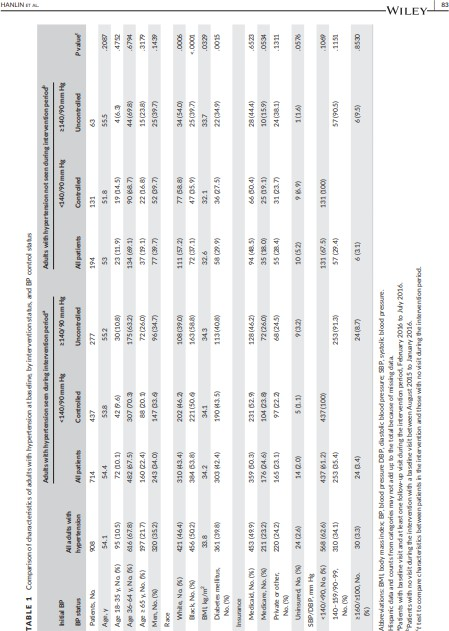 HANLIN ET AL.
WILEY 83
TABLE 1 Comparison of characteristics of adults with hypertension at baseline, by intervention status, and BP control status
Adults with hypertension seen during intervention periodᵃ Adults with hypertension not seen during intervention periodᵇ
Initial BP All adults with hypertension <140/90 mm Hg ≥140/90 mm Hg <140/90 mm Hg ≥140/90 mm Hg
BP status All patients Controlled Uncontrolled All patients Controlled Uncontrolled P valueᶜ
Patients, No. 908 714 437 277 194 131 63
Age, y 54.1 54.4 53.8 55.2 53 51.8 55.5 .2087
Age 18-35 y, No. (%) 95 (10.5) 72 (10.1) 42 (9.6) 30 (10.8) 23 (11.9) 19 (14.5) 4 (6.3) .4752
Age 36-64 y, No. (%) 616 (67.8) 482 (67.5) 307 (70.3) 175 (63.2) 134 (69.1) 90 (68.7) 44 (69.8) .6794
Age ≥65 y, No. (%) 197 (21.7) 160 (22.4) 88 (20.1) 72 (26.0) 37 (19.1) 22 (16.8) 15 (23.8) .3179
Men, No. (%) 320 (35.2) 243 (34.0) 147 (33.6) 96 (34.7) 77 (39.7) 52 (39.7) 25 (39.7) .1439
Race
White, No. (%) 421 (46.4) 310 (43.4) 202 (46.2) 108 (39.0) 111 (57.2) 77 (58.8) 34 (54.0) .0006
Black, No. (%) 456 (50.2) 384 (53.8) 221 (50.6) 163 (58.8) 72 (37.1) 47 (35.9) 25 (39.7) <.0001
BMI, kg/m² 33.8 34.2 34.1 34.3 32.6 32.1 33.7 .0329
Diabetes mellitus, No. (%) 361 (39.8) 303 (42.4) 190 (43.5) 113 (40.8) 58 (29.9) 36 (27.5) 22 (34.9) .0015
Insurance
Medicaid, No. (%) 453 (49.9) 359 (50.3) 231 (52.9) 128 (46.2) 94 (48.5) 66 (50.4) 28 (44.4) .6523
Medicare, No. (%) 211 (23.2) 176 (24.6) 104 (23.8) 72 (26.0) 35 (18.0) 25 (19.1) 10 (15.9) .0534
Private or other, No. (%) 220 (24.2) 165 (23.1) 97 (22.2) 68 (24.5) 55 (28.4) 31 (23.7) 24 (38.1) .1311
Uninsured, No. (%) 24 (2.6) 14 (2.0) 5 (1.1) 9 (3.2) 10 (5.2) 9 (6.9) 1 (1.6) .0576
SBP/DBP, mm Hg
<140/<90, No. (%) 568 (62.6) 437 (61.2) 437 (100) 131 (67.5) 131 (100) .1069
140-159/90-99, No. (%) 310 (34.1) 253 (35.4) 253 (91.3) 57 (29.4) 57 (90.5) .1151
≥160/≥100, No. (%) 30 (3.3) 24 (3.4) 24 (8.7) 6 (3.1) 6 (9.5) .8530
Abbreviations: BMI, body mass index; BP, blood pressure DBP, diastolic blood pressure; SBP, systolic blood pressure.
Hispanic data and counts from categories may not add up to the total because of missing data.
ᵃPatients with baseline visit and at least one follow-up visit during the intervention period, February 2016 to July 2016.
ᵇPatients with no visit during the intervention with a baseline visit between August 2015 to January 2016.
ᶜt test to compare characteristics between patients in the intervention and those with no visit during the intervention period.